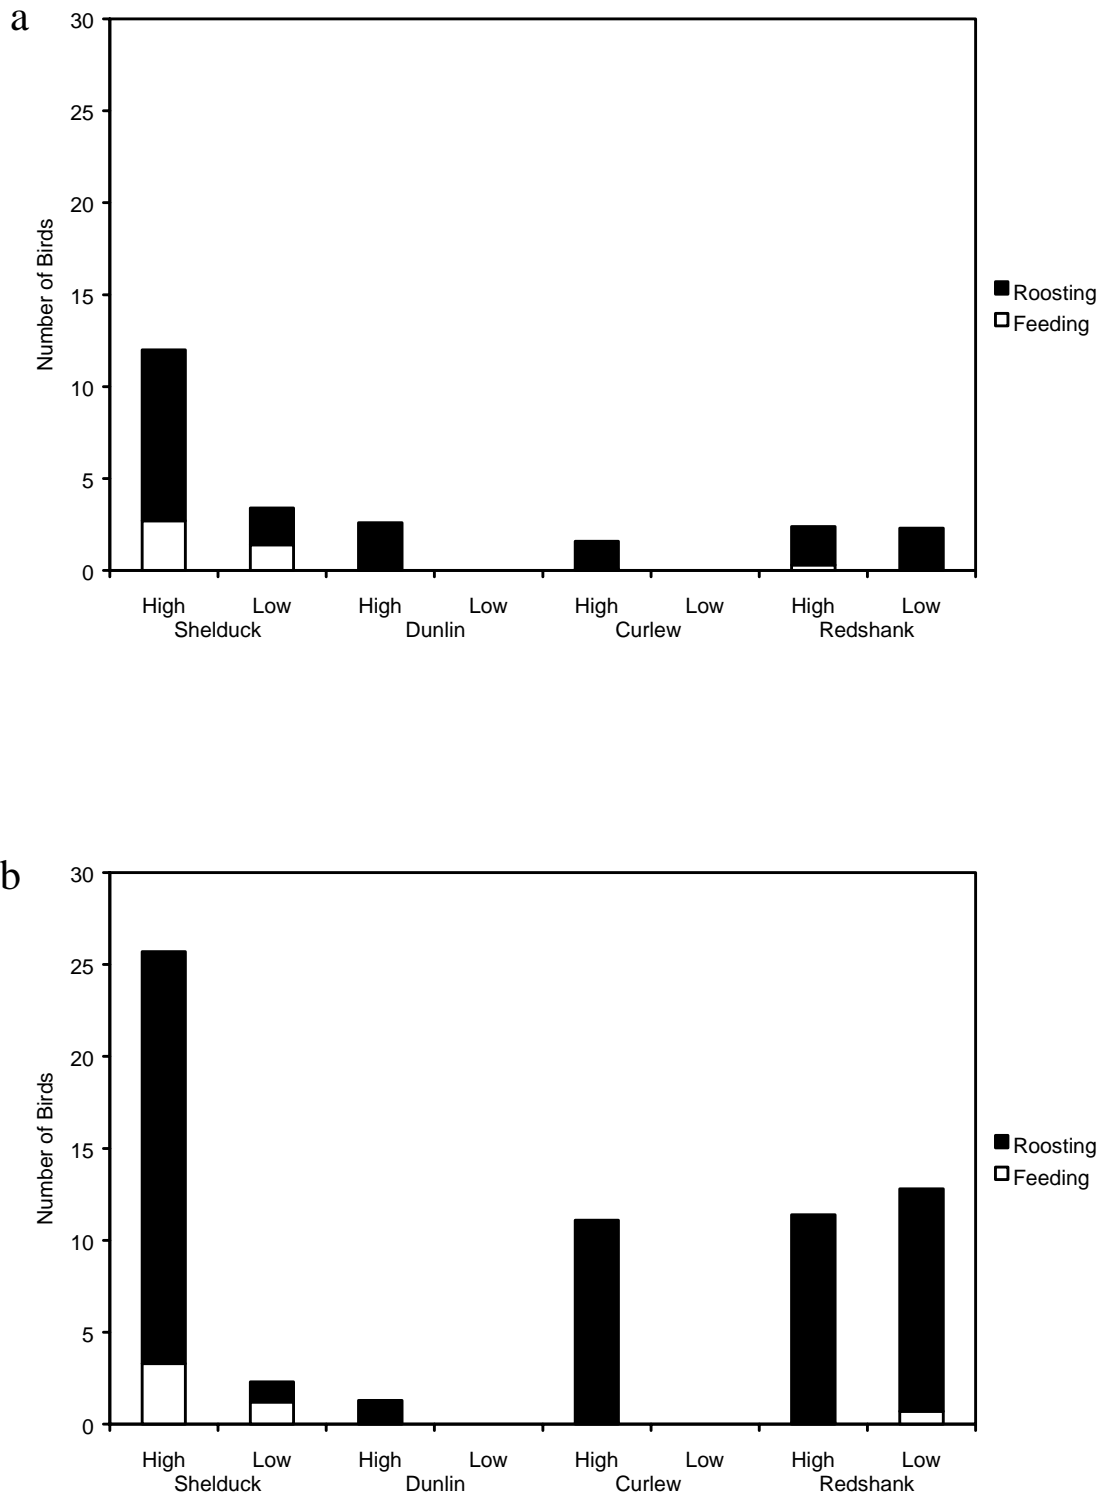 a
30
25
20
15
10
5
0
Number of Birds
Roosting
Feeding
High Low High Low High Low High Low
Shelduck Dunlin Curlew Redshank
b
30
25
20
15
10
5
0
Number of Birds
Roosting
Feeding
High Low High Low High Low High Low
Shelduck Dunlin Curlew Redshank